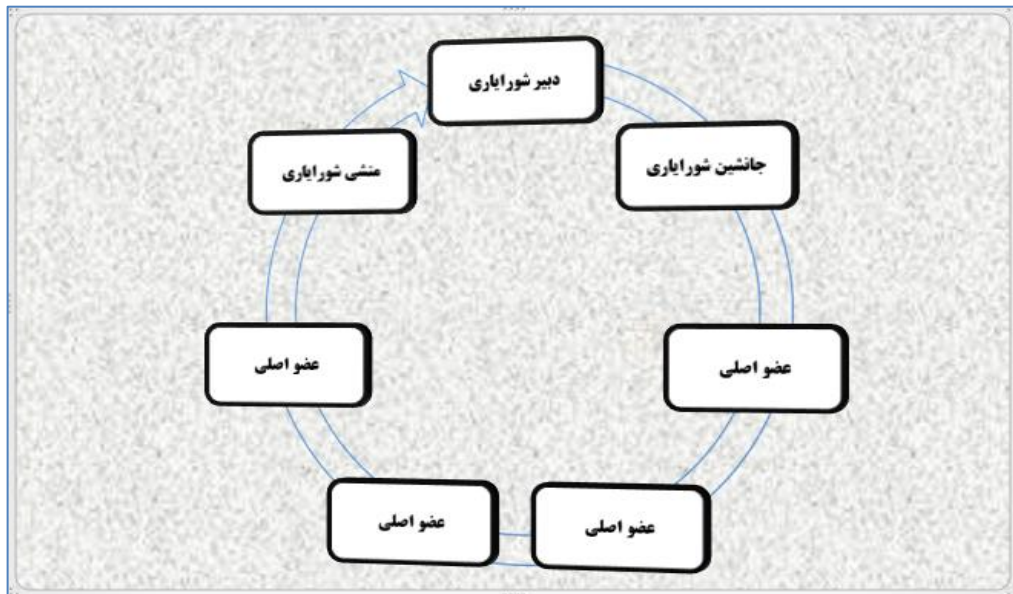 دبیر شورایاری
جانشین شورایاری
عضو اصلی
عضو اصلی
عضو اصلی
عضو اصلی
منشی شورایاری